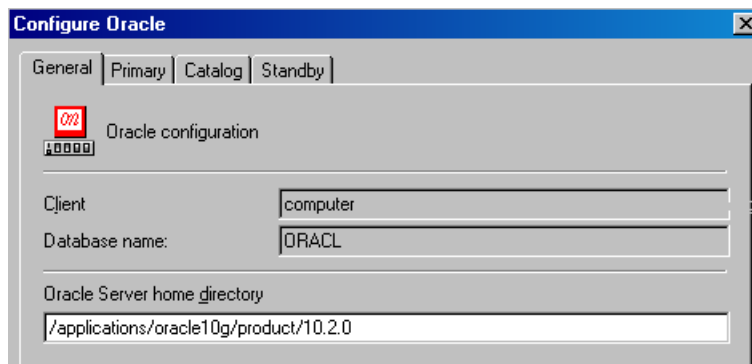 Configure Oracle
General Primary Catalog Standby
Oracle configuration
Client computer
Database name: ORACL
Oracle Server home directory
/applications/oracle10g/product/10.2.0